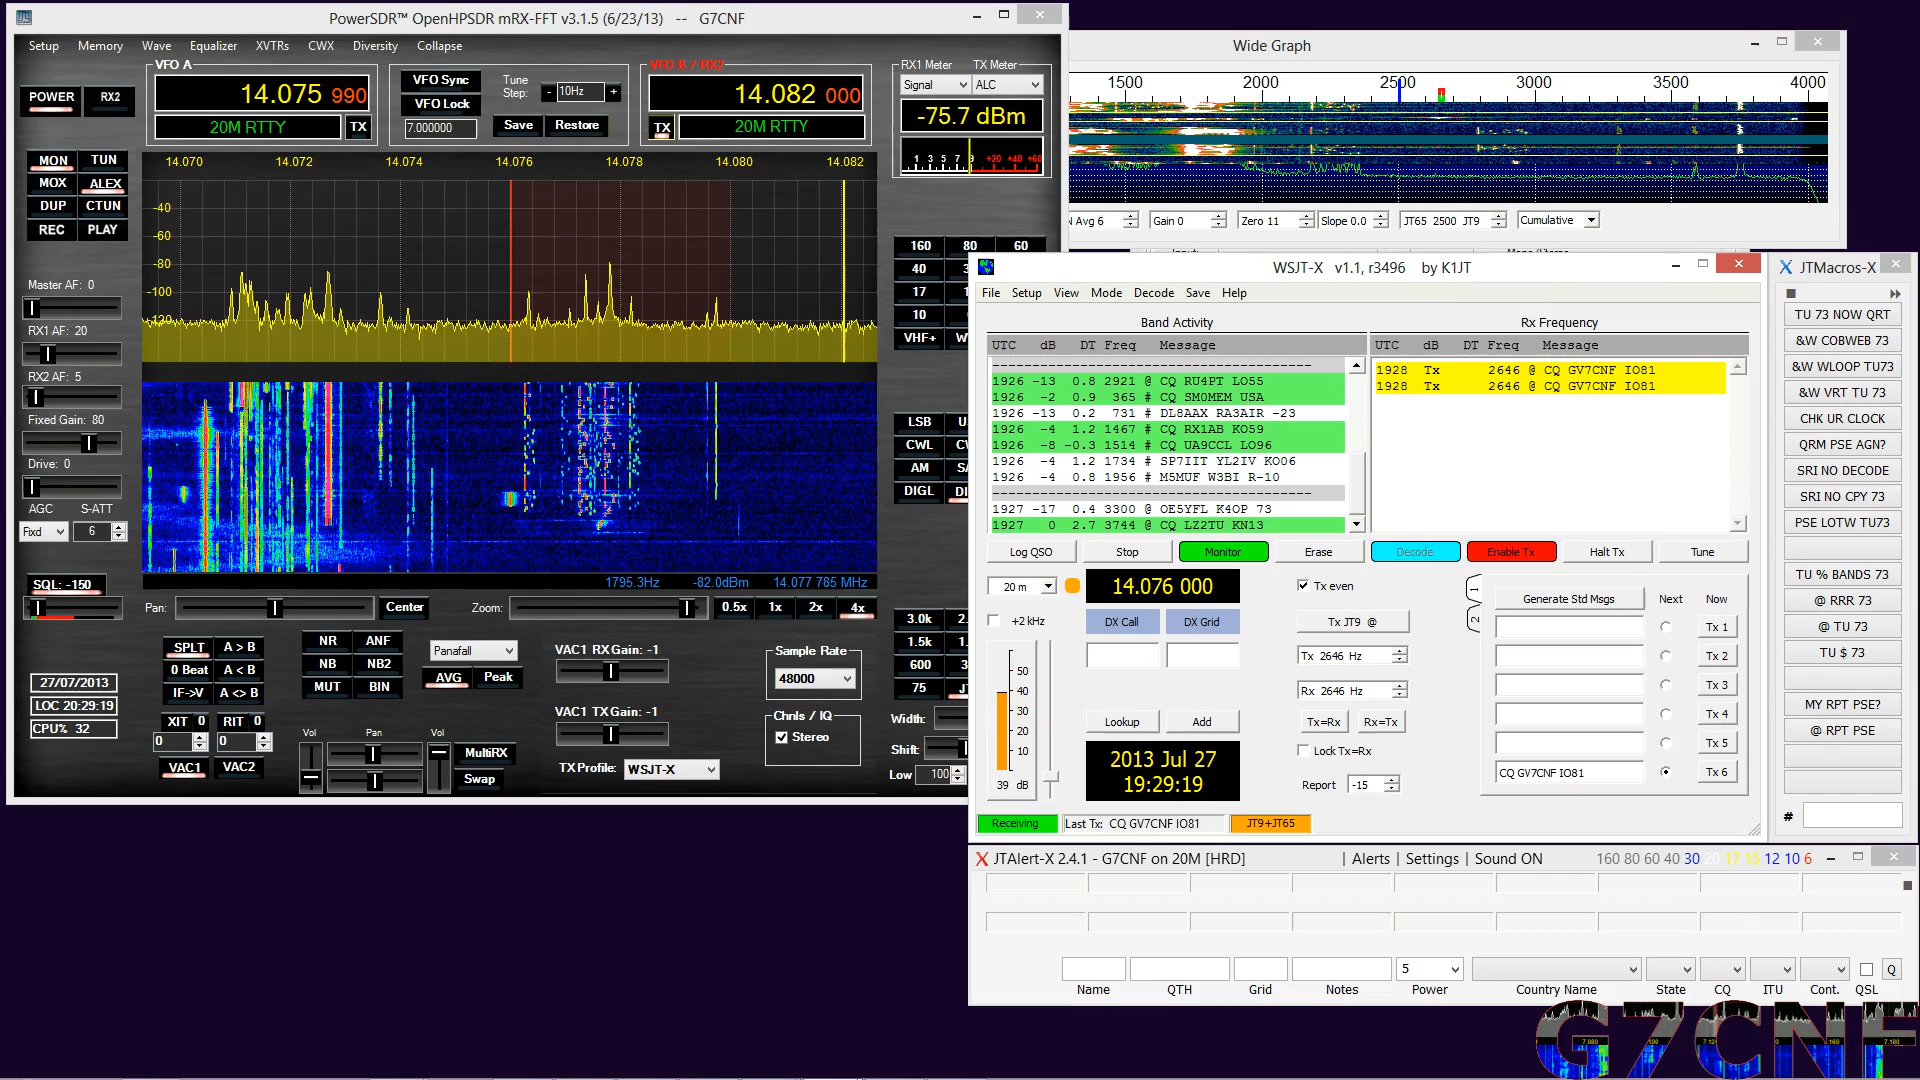 PowerSDR™ OpenHPSDR mRX-FFT v3.1.5 (6/23/13) -- G7CNF
Setup Memory Wave Equalizer XVTRs CWX Diversity Collapse
POWER RX2
VFO A
14.075 990
20M RTTY TX
VFO Sync
VFO Lock
7.000000
Tune Step: - 10Hz +
Save Restore
VFO B / RX2
14.082 000
TX 20M RTTY
RX1 Meter TX Meter
Signal ALC
-75.7 dBm
1 3 5 7 9 +20 +40 +60
MON TUN
MOX ALEX
DUP CTUN
REC PLAY
Master AF: 0
RX1 AF: 20
RX2 AF: 5
Fixed Gain: 80
Drive: 0
AGC S-ATT
Fixd 6
SQL: -150
14.070 14.072 14.074 14.076 14.078 14.080 14.082
-40
-60
-80
-100
-120
1795.3Hz -82.0dBm 14.077 785 MHz
Pan: Center Zoom: 0.5x 1x 2x 4x
27/07/2013
LOC 20:29:19
CPU% 32
SPLT A > B
0 Beat A < B
IF->V A <> B
XIT 0 RIT 0
0 0
VAC1 VAC2
NR ANF
NB NB2
MUT BIN
Panafall
AVG Peak
Vol Pan Vol
MultiRX
Swap
VAC1 RX Gain: -1
VAC1 TX Gain: -1
TX Profile: WSJT-X
Sample Rate
48000
Chnls / IQ
Stereo
160 80 60
40
17
10
VHF+
LSB
CWL
AM
DIGL
3.0k
1.5k
600
75
Width:
Shift:
Low 100
Wide Graph
1500 2000 2500 3000 3500 4000
N Avg 6 Gain 0 Zero 11 Slope 0.0 JT65 2500 JT9 Cumulative
WSJT-X v1.1, r3496 by K1JT
File Setup View Mode Decode Save Help
Band Activity
UTC dB DT Freq Message
1926 -13 0.8 2921 @ CQ RU4PT LO55
1926 -2 0.9 365 # CQ SM0MEM USA
1926 -13 0.2 731 # DL8AAX RA3AIR -23
1926 -4 1.2 1467 # CQ RX1AB KO59
1926 -8 -0.3 1514 # CQ UA9CCL LO96
1926 -4 1.2 1734 # SP7IIT YL2IV KO06
1926 -4 0.8 1956 # M5MUF W3BI R-10
1927 -17 0.4 3300 @ OE5YFL K4OP 73
1927 0 2.7 3744 @ CQ LZ2TU KN13
Rx Frequency
UTC dB DT Freq Message
1928 Tx 2646 @ CQ GV7CNF IO81
1928 Tx 2646 @ CQ GV7CNF IO81
Log QSO Stop Monitor Erase Decode Enable Tx Halt Tx Tune
20 m
14.076 000
+2 kHz
DX Call DX Grid
50
40
30
20
10
39 dB
Lookup Add
2013 Jul 27
19:29:19
Tx even
Tx JT9 @
Tx 2646 Hz
Rx 2646 Hz
Tx=Rx Rx=Tx
Lock Tx=Rx
Report -15
1
2
Generate Std Msgs Next Now
Tx 1
Tx 2
Tx 3
Tx 4
Tx 5
CQ GV7CNF IO81 Tx 6
Receiving Last Tx: CQ GV7CNF IO81 JT9+JT65
JTMacros-X
TU 73 NOW QRT
&W COBWEB 73
&W WLOOP TU73
&W VRT TU 73
CHK UR CLOCK
QRM PSE AGN?
SRI NO DECODE
SRI NO CPY 73
PSE LOTW TU73
TU % BANDS 73
@ RRR 73
@ TU 73
TU $ 73
MY RPT PSE?
@ RPT PSE
#
JTAlert-X 2.4.1 - G7CNF on 20M [HRD] | Alerts | Settings | Sound ON 160 80 60 40 30 20 17 15 12 10 6
5
Q
Name QTH Grid Notes Power Country Name State CQ ITU Cont. QSL
G7CNF